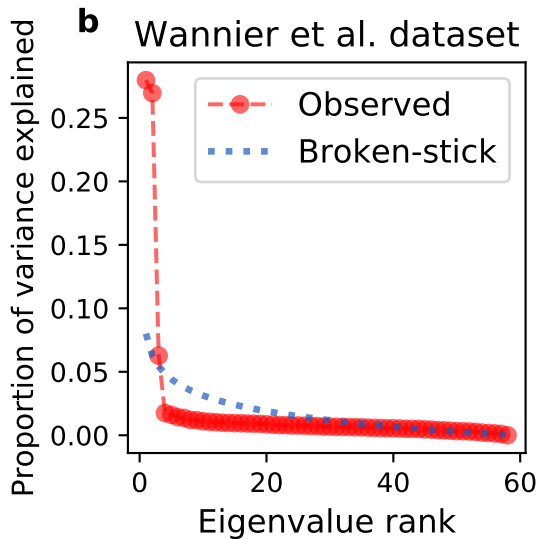 b
Wannier et al. dataset
Proportion of variance explained
Observed
Broken-stick
0.25
0.20
0.15
0.10
0.05
0.00
0 20 40 60
Eigenvalue rank